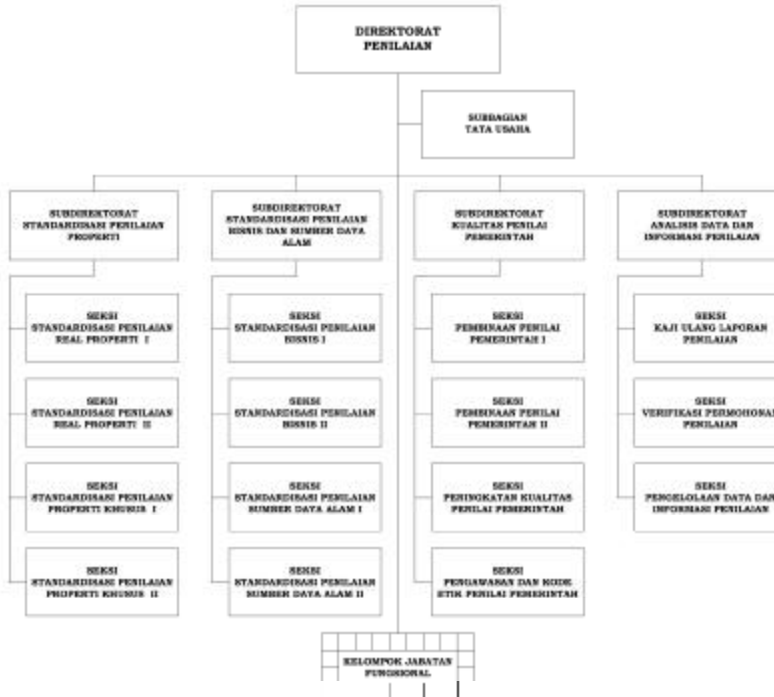 DIREKTORAT
PENILAIAN
SUBBAGIAN
TATA USAHA
SUBDIREKTORAT
STANDARDISASI PENILAIAN
PROPERTI
SUBDIREKTORAT
STANDARDISASI PENILAIAN
BISNIS DAN SUMBER DAYA
ALAM
SUBDIREKTORAT
KUALITAS PENILAI
PEMERINTAH
SUBDIREKTORAT
ANALISIS DATA DAN
INFORMASI PENILAIAN
SEKSI
STANDARDISASI PENILAIAN
REAL PROPERTI I
SEKSI
STANDARDISASI PENILAIAN
BISNIS I
SEKSI
PEMBINAAN PENILAI
PEMERINTAH I
SEKSI
KAJI ULANG LAPORAN
PENILAIAN
SEKSI
STANDARDISASI PENILAIAN
REAL PROPERTI II
SEKSI
STANDARDISASI PENILAIAN
BISNIS II
SEKSI
PEMBINAAN PENILAI
PEMERINTAH II
SEKSI
VERIFIKASI PERMOHONAN
PENILAIAN
SEKSI
STANDARDISASI PENILAIAN
PROPERTI KHUSUS I
SEKSI
STANDARDISASI PENILAIAN
SUMBER DAYA ALAM I
SEKSI
PENINGKATAN KUALITAS
PENILAI PEMERINTAH
SEKSI
PENGELOLAAN DATA DAN
INFORMASI PENILAIAN
SEKSI
STANDARDISASI PENILAIAN
PROPERTI KHUSUS II
SEKSI
STANDARDISASI PENILAIAN
SUMBER DAYA ALAM II
SEKSI
PENGAWASAN DAN KODE
ETIK PENILAI PEMERINTAH
KELOMPOK JABATAN
FUNGSIONAL